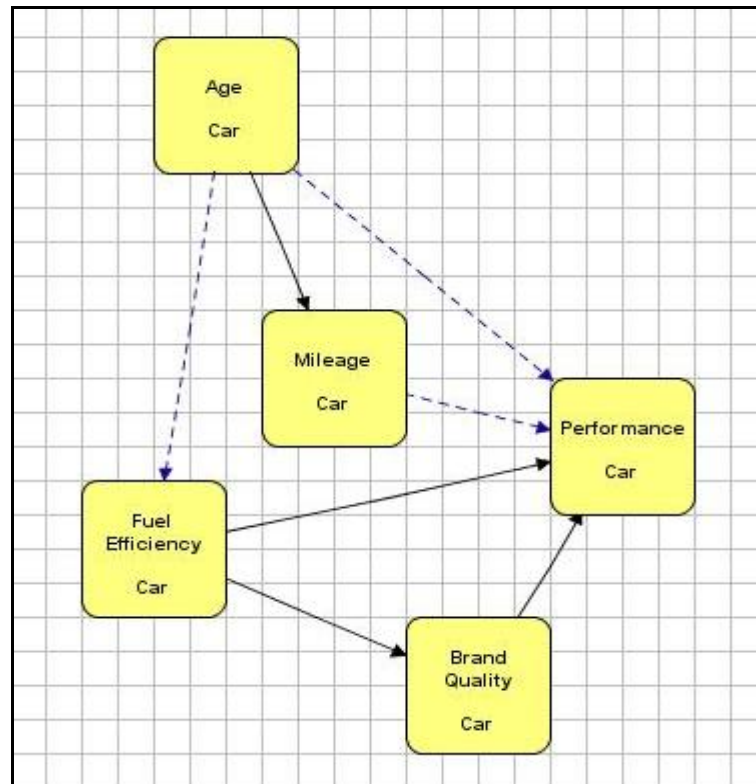 Age
Car
Mileage
Car
Performance
Car
Fuel
Efficiency
Car
Brand
Quality
Car